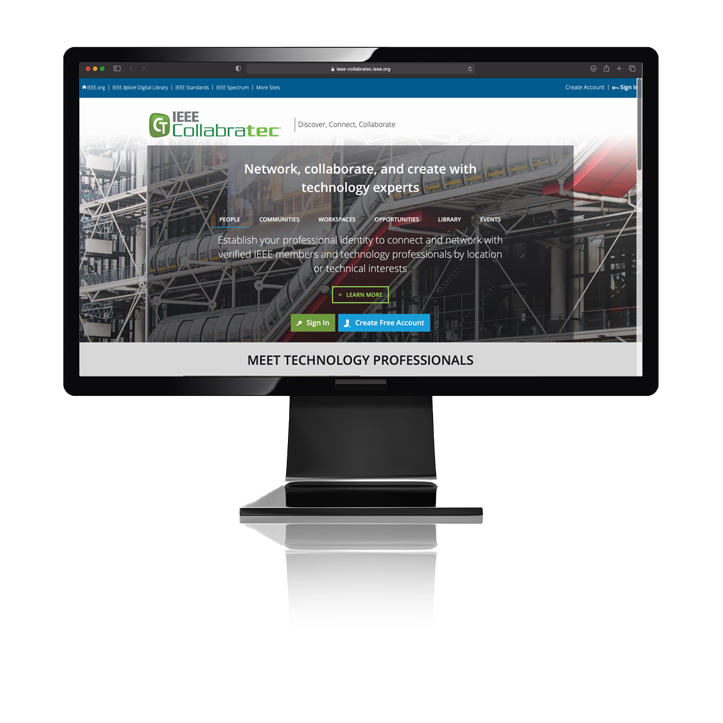 ieee-collabratec.ieee.org
IEEE.org | IEEE Xplore Digital Library | IEEE Standards | IEEE Spectrum | More Sites
Create Account | Sign In
CT IEEE
Collabratec
Discover, Connect, Collaborate
Network, collaborate, and create with
technology experts
PEOPLE COMMUNITIES WORKSPACES OPPORTUNITIES LIBRARY EVENTS
Establish your professional identity to connect and network with
verified IEEE members and technology professionals by location
or technical interests
LEARN MORE
Sign In Create Free Account
MEET TECHNOLOGY PROFESSIONALS